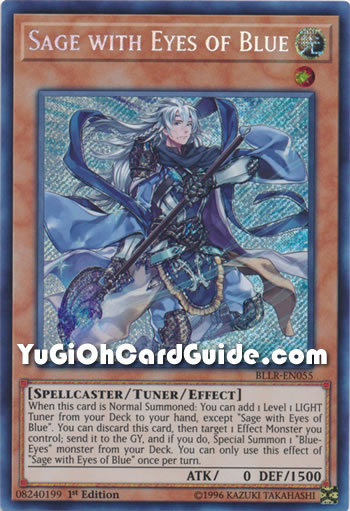 SAGE WITH EYES OF BLUE
YuGiOhCardGuide.com
BLLR-EN055
[SPELLCASTER/TUNER/EFFECT]
When this card is Normal Summoned: You can add 1 Level 1 LIGHT
Tuner from your Deck to your hand, except "Sage with Eyes of
Blue". You can discard this card, then target 1 Effect Monster you
control; send it to the GY, and if you do, Special Summon 1 "Blue-
Eyes" monster from your Deck. You can only use this effect of
"Sage with Eyes of Blue" once per turn.
ATK/ 0 DEF/1500
08240199 1st Edition ©1996 KAZUKI TAKAHASHI